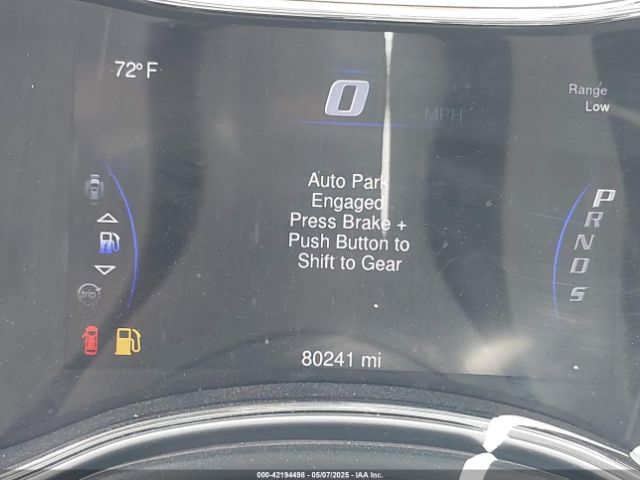 72° F
0
MPH
Range
Low
Auto Park
Engaged
Press Brake +
Push Button to
Shift to Gear
P
R
N
D
S
trip
80241 mi
000-42194498 - 05/07/2025 - IAA Inc.